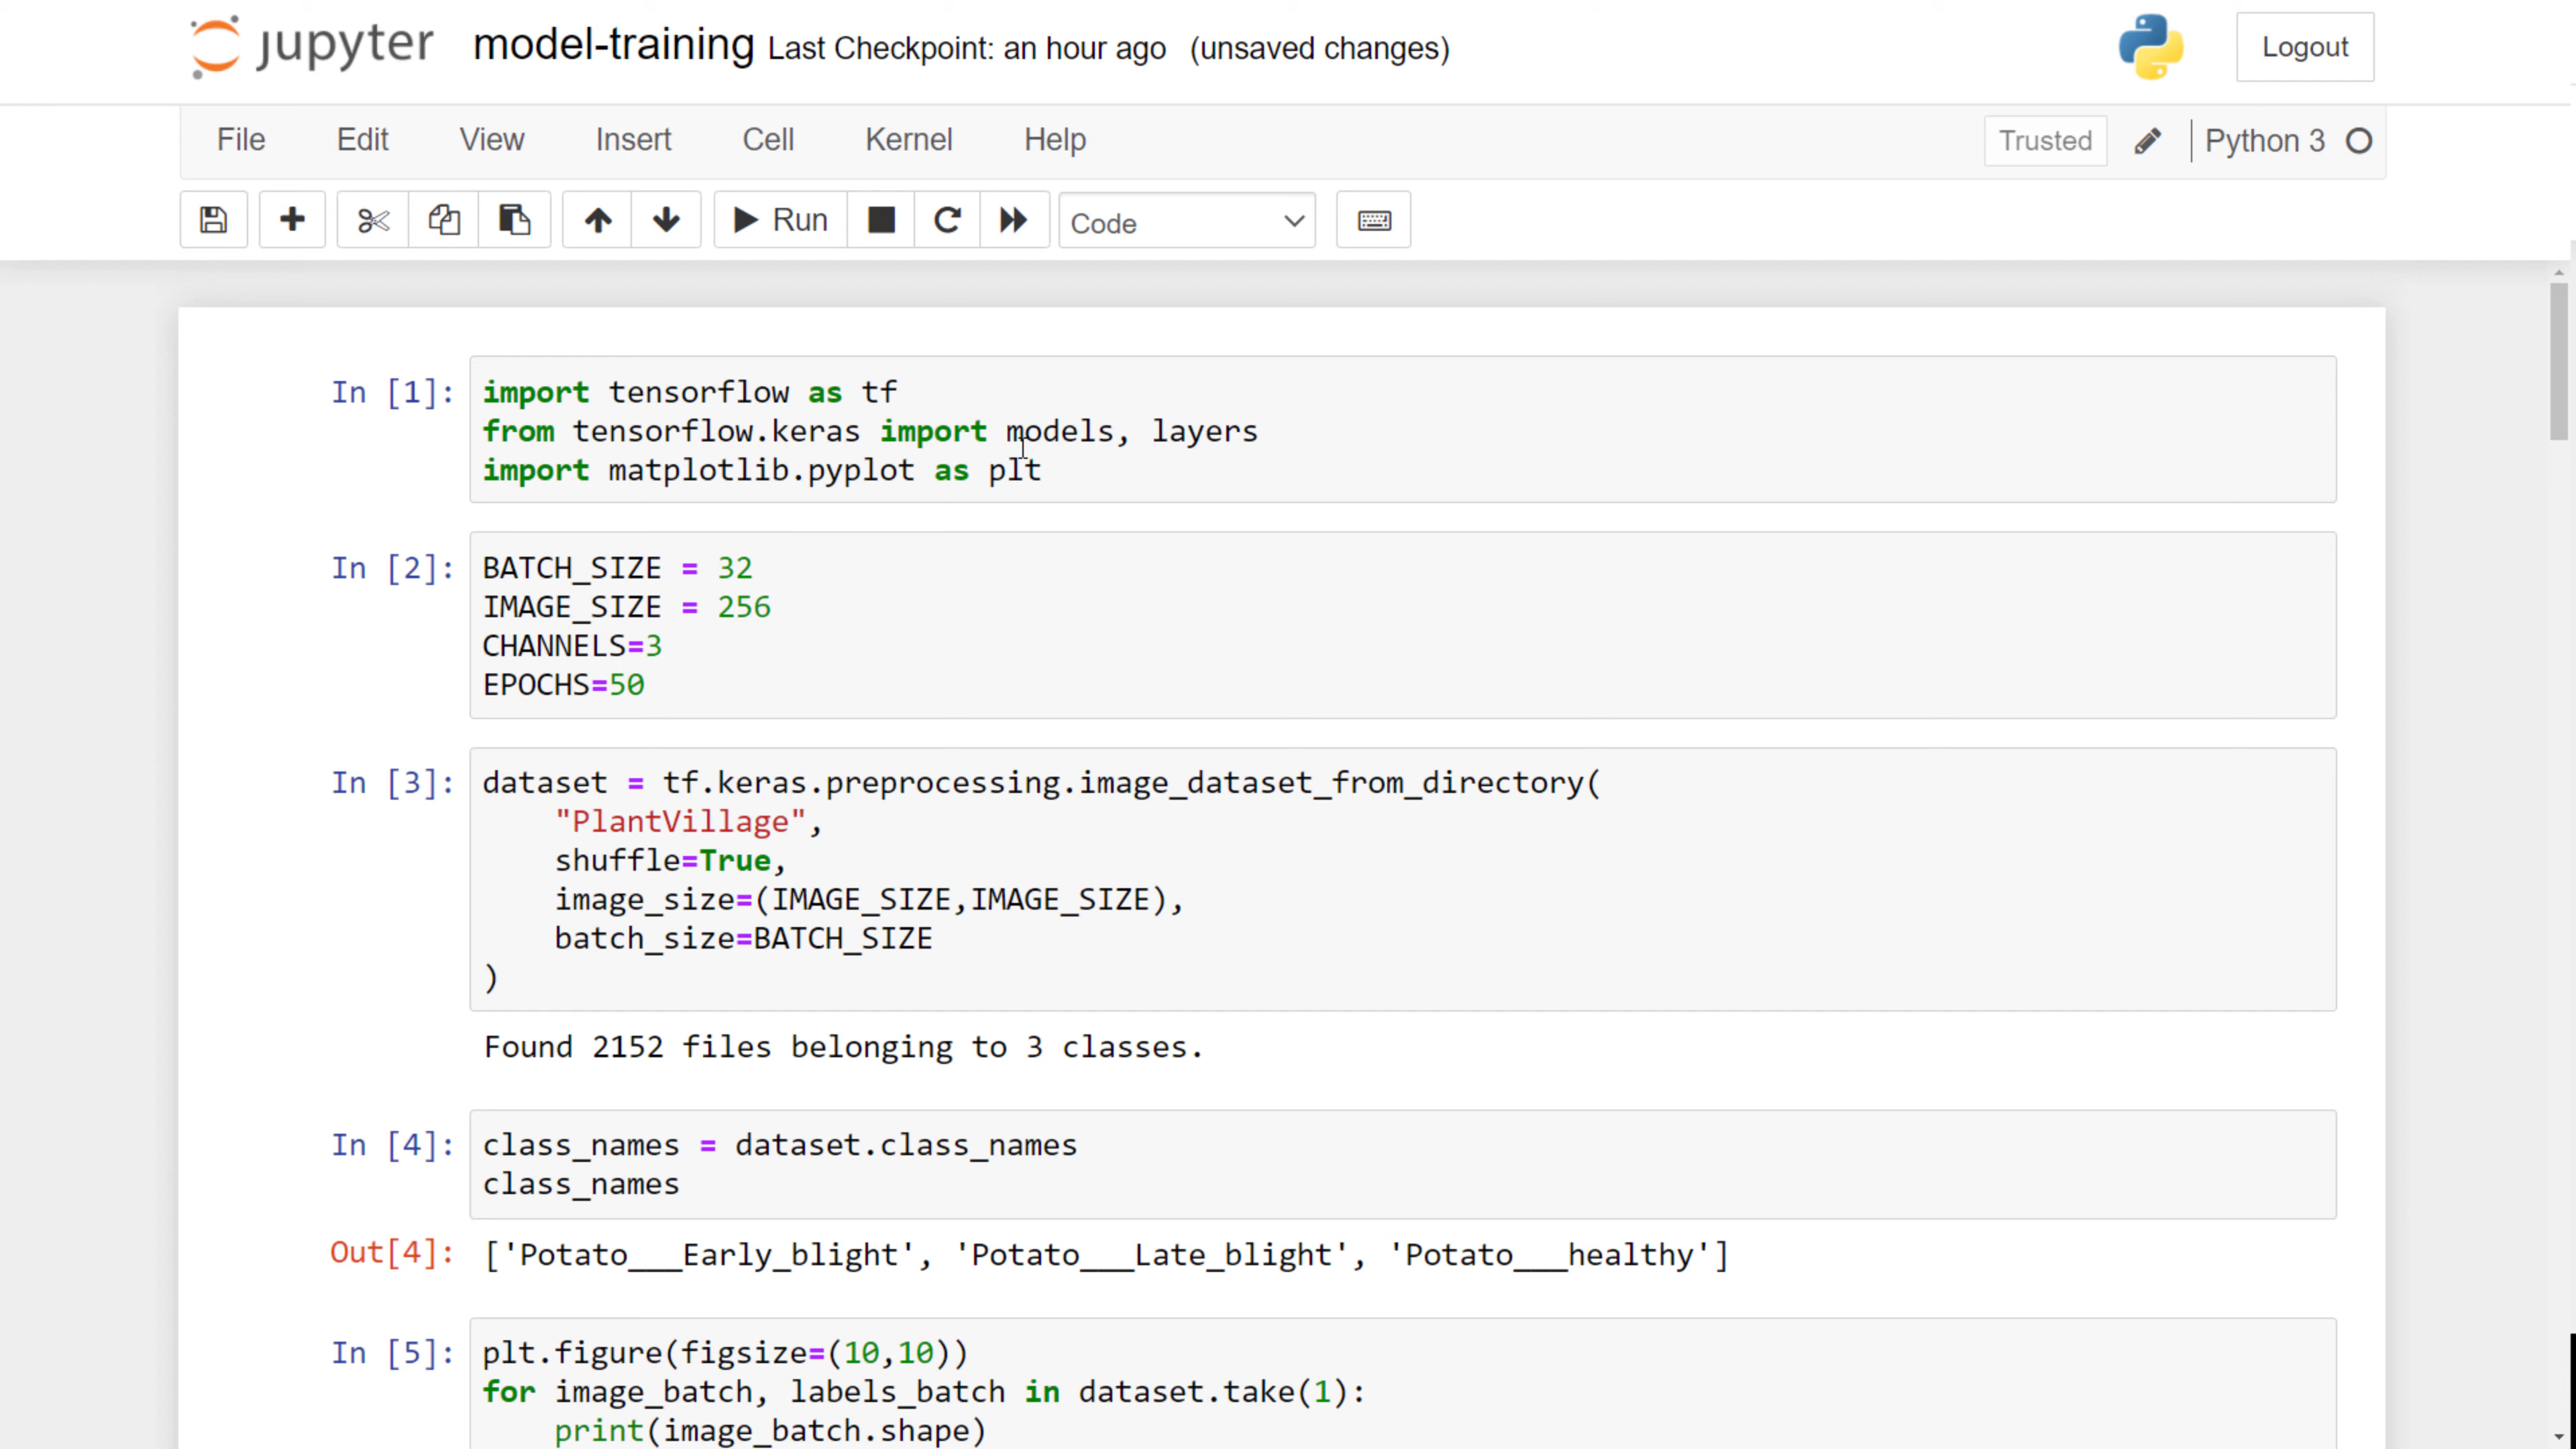 jupyter model-training Last Checkpoint: an hour ago (unsaved changes) Logout
File Edit View Insert Cell Kernel Help Trusted Python 3
Run Code
In [1]: import tensorflow as tf
from tensorflow.keras import models, layers
import matplotlib.pyplot as plt
In [2]: BATCH_SIZE = 32
IMAGE_SIZE = 256
CHANNELS=3
EPOCHS=50
In [3]: dataset = tf.keras.preprocessing.image_dataset_from_directory(
"PlantVillage",
shuffle=True,
image_size=(IMAGE_SIZE,IMAGE_SIZE),
batch_size=BATCH_SIZE
)
Found 2152 files belonging to 3 classes.
In [4]: class_names = dataset.class_names
class_names
Out[4]: ['Potato___Early_blight', 'Potato___Late_blight', 'Potato___healthy']
In [5]: plt.figure(figsize=(10,10))
for image_batch, labels_batch in dataset.take(1):
print(image_batch.shape)